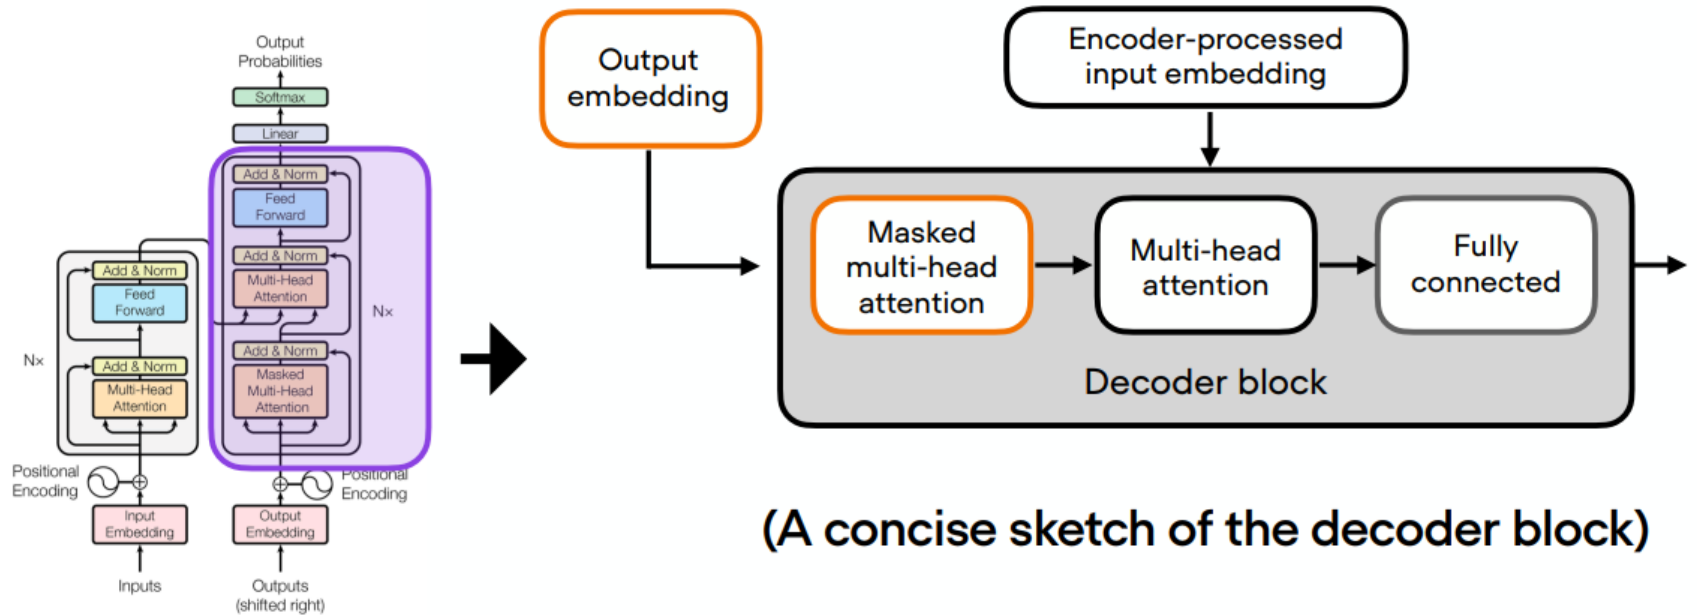 Output
Probabilities
Softmax
Linear
Add & Norm
Feed
Forward
Add & Norm
Multi-Head
Attention
Nx
Add & Norm
Masked
Multi-Head
Attention
Add & Norm
Feed
Forward
Nx
Add & Norm
Multi-Head
Attention
Positional
Encoding
Positional
Encoding
Input
Embedding
Output
Embedding
Inputs
Outputs
(shifted right)
Output
embedding
Encoder-processed
input embedding
Masked
multi-head
attention
Multi-head
attention
Fully
connected
Decoder block
(A concise sketch of the decoder block)